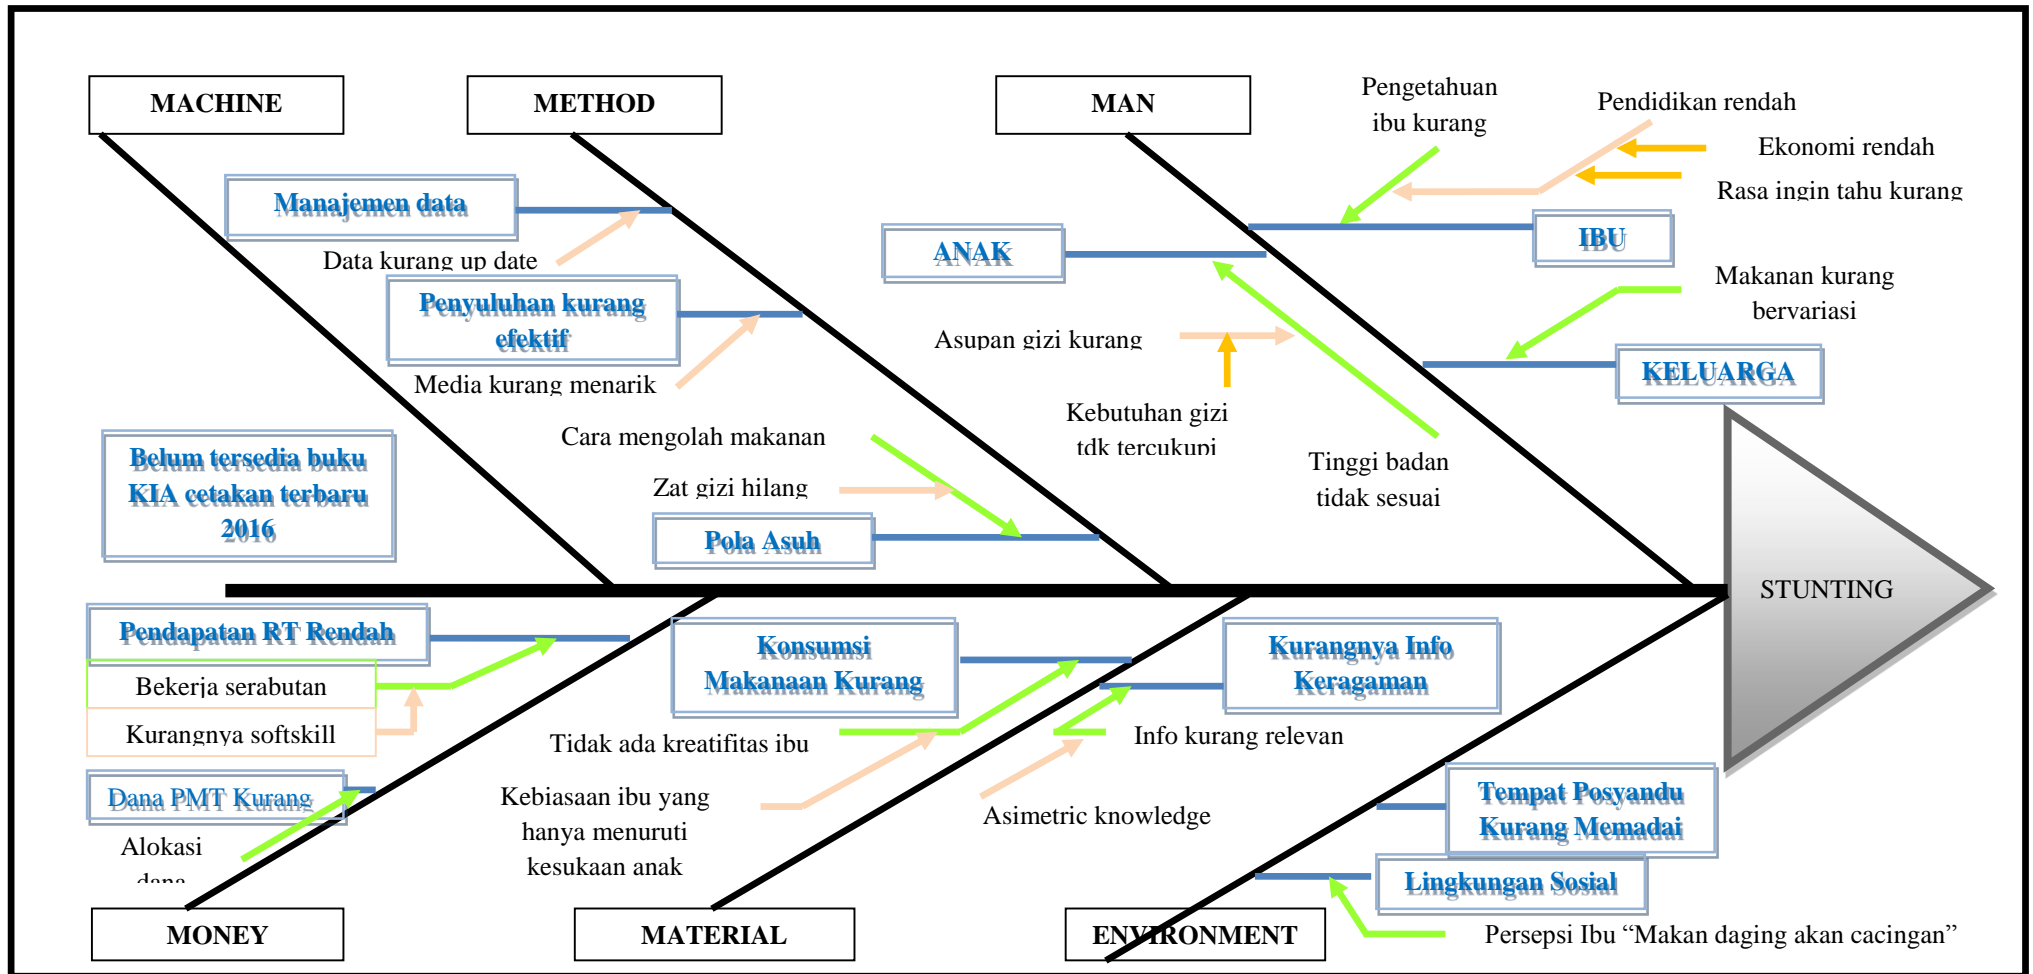 MACHINE
METHOD
MAN
Pengetahuan
ibu kurang
Pendidikan rendah
Ekonomi rendah
Rasa ingin tahu kurang
Manajemen data
Data kurang up date
ANAK
IBU
Penyuluhan kurang
efektif
Media kurang menarik
Makanan kurang
bervariasi
Asupan gizi kurang
KELUARGA
Kebutuhan gizi
tdk tercukupi
Cara mengolah makanan
Zat gizi hilang
Tinggi badan
tidak sesuai
Belum tersedia buku
KIA cetakan terbaru
2016
Pola Asuh
STUNTING
Pendapatan RT Rendah
Bekerja serabutan
Kurangnya softskill
Konsumsi
Makanaan Kurang
Kurangnya Info
Keragaman
Tidak ada kreatifitas ibu
Info kurang relevan
Dana PMT Kurang
Alokasi
dana
Kebiasaan ibu yang
hanya menuruti
kesukaan anak
Asimetric knowledge
Tempat Posyandu
Kurang Memadai
Lingkungan Sosial
Persepsi Ibu “Makan daging akan cacingan”
MONEY
MATERIAL
ENVIRONMENT